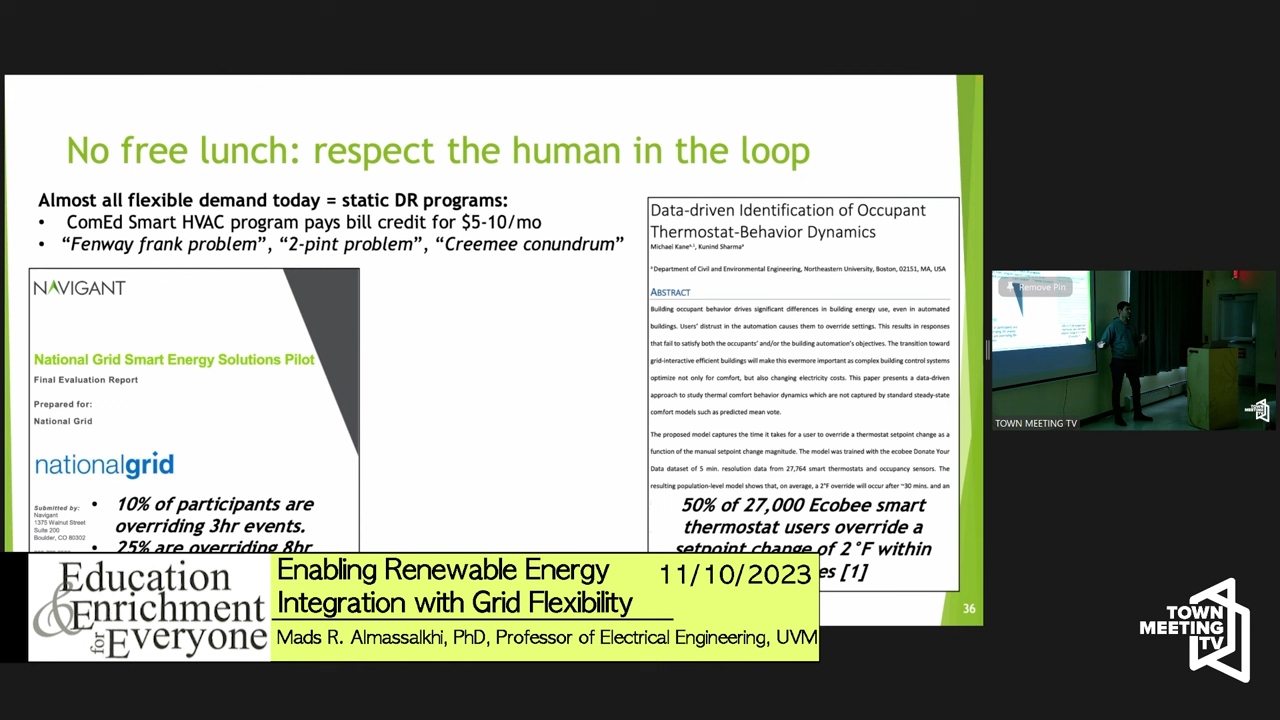 No free lunch: respect the human in the loop
Almost all flexible demand today = static DR programs:
• ComEd Smart HVAC program pays bill credit for $5-10/mo
• “Fenway frank problem”, “2-pint problem”, “Creemee conundrum”
NAVIGANT
National Grid Smart Energy Solutions Pilot
Final Evaluation Report
Prepared for:
National Grid
nationalgrid
Submitted by:
Navigant
1375 Walnut Street
Suite 200
Boulder, CO 80302
• 10% of participants are
overriding 3hr events.
• 25% are overriding 8hr
Data-driven Identification of Occupant
Thermostat-Behavior Dynamics
Michael Kane, Kunind Sharma
Department of Civil and Environmental Engineering, Northeastern University, Boston, 02151, MA, USA
ABSTRACT
Building occupant behavior drives significant differences in building energy use, even in automated
buildings. Users’ distrust in the automation causes them to override settings. This results in responses
that fail to satisfy both the occupants’ and/or the building automation’s objectives. The transition toward
grid-interactive efficient buildings will make this evermore important as complex building control systems
optimize not only for comfort, but also changing electricity costs. This paper presents a data-driven
approach to study thermal comfort behavior dynamics which are not captured by standard steady-state
comfort models such as predicted mean vote.
The proposed model captures the time it takes for a user to override a thermostat setpoint change as a
function of the manual setpoint change magnitude. The model was trained with the ecobee Donate Your
Data dataset of 5 min. resolution data from 27,764 smart thermostats and occupancy sensors. The
resulting population-level model shows that, on average, a 2°F override will occur after ~30 mins. and an
50% of 27,000 Ecobee smart
thermostat users override a
setpoint change of 2°F within
es [1]
36
Remove Pin
TOWN MEETING TV
TOWN
MEETING
TV
Education
& Enrichment
for Everyone
Enabling Renewable Energy
Integration with Grid Flexibility
11/10/2023
Mads R. Almassalkhi, PhD, Professor of Electrical Engineering, UVM
TOWN
MEETING
TV